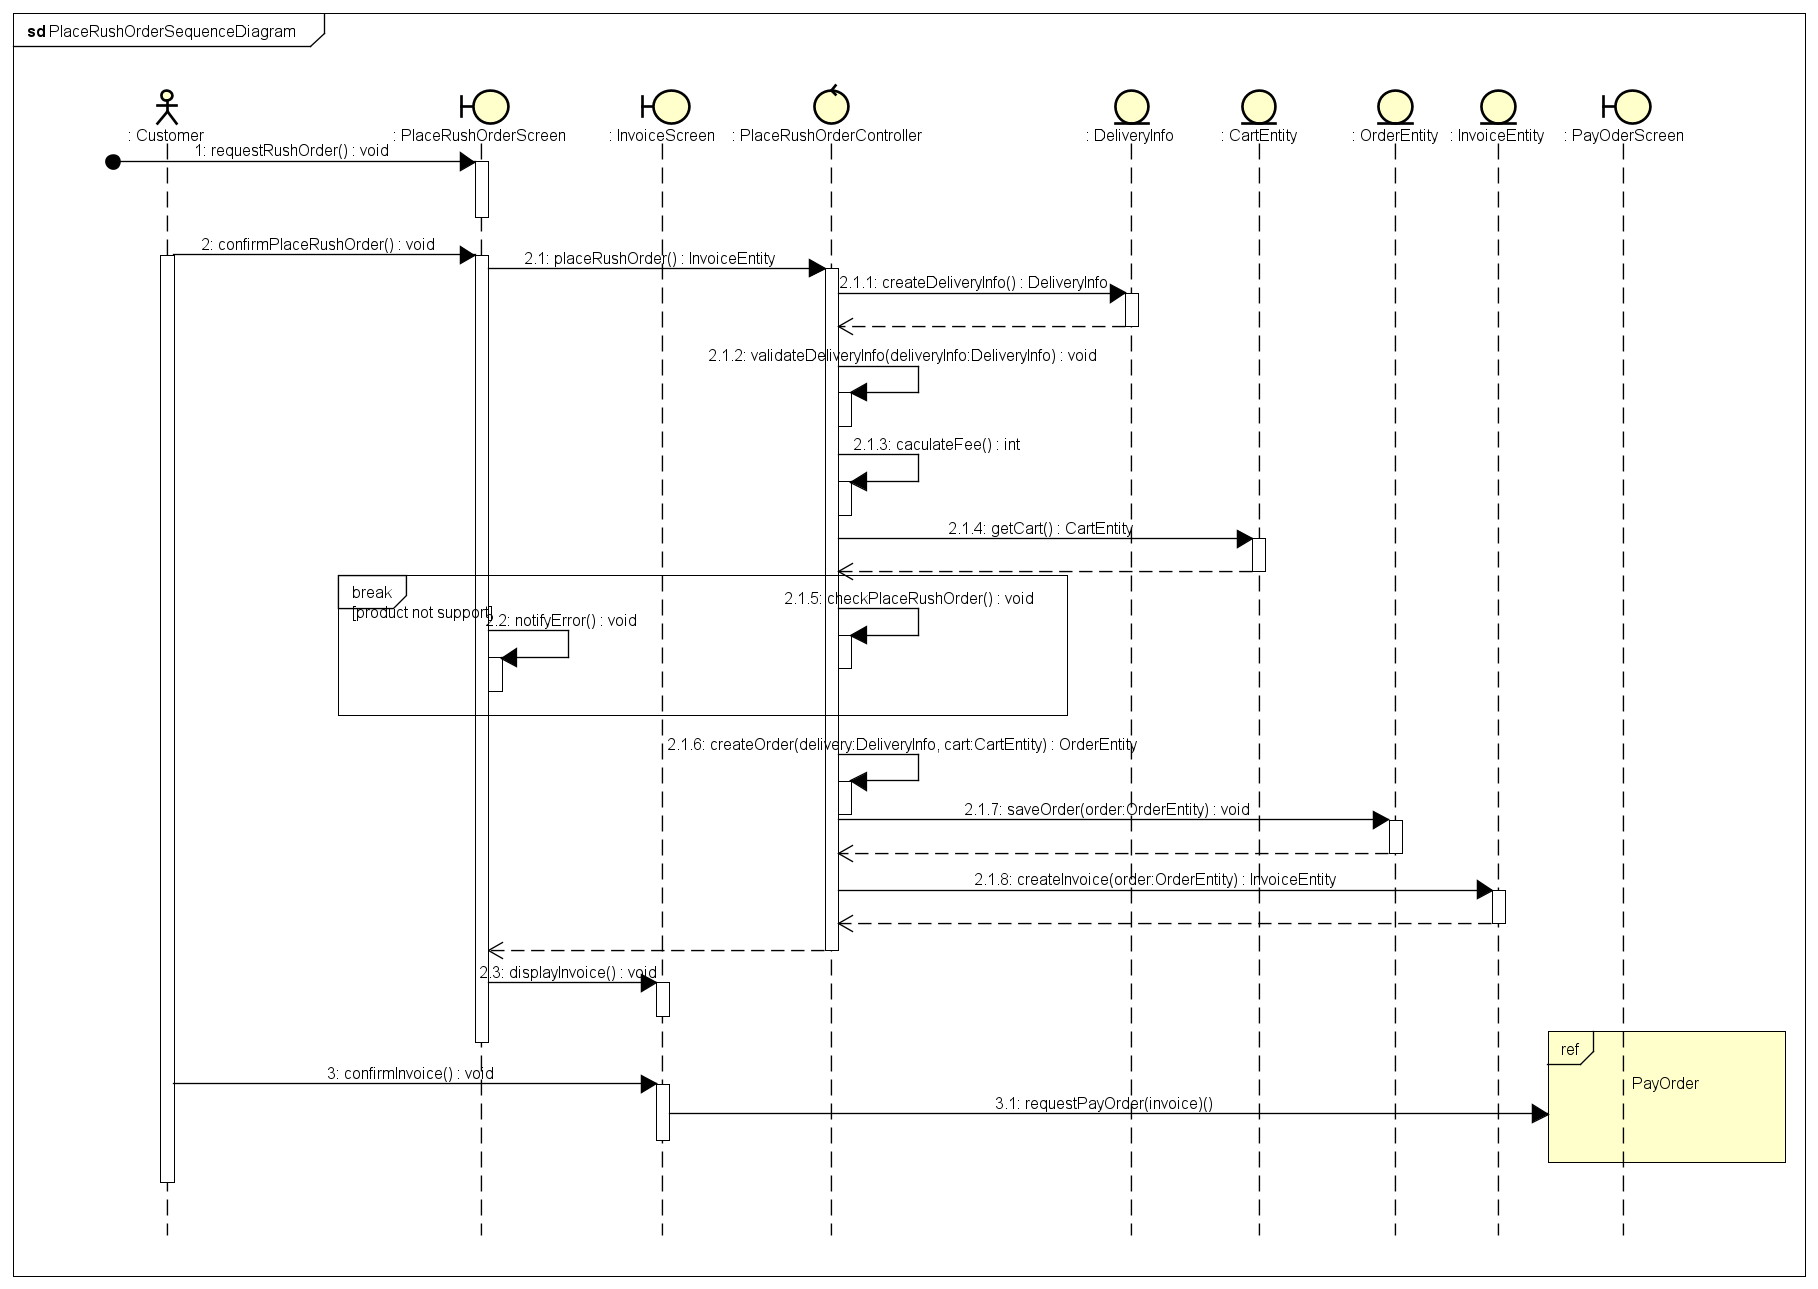 sd PlaceRushOrderSequenceDiagram
: Customer
: PlaceRushOrderScreen
: InvoiceScreen
: PlaceRushOrderController
: DeliveryInfo
: CartEntity
: OrderEntity
: InvoiceEntity
: PayOderScreen
1: requestRushOrder() : void
2: confirmPlaceRushOrder() : void
2.1: placeRushOrder() : InvoiceEntity
2.1.1: createDeliveryInfo() : DeliveryInfo
2.1.2: validateDeliveryInfo(deliveryInfo:DeliveryInfo) : void
2.1.3: caculateFee() : int
2.1.4: getCart() : CartEntity
break
[product not support]
2.1.5: checkPlaceRushOrder() : void
2.2: notifyError() : void
2.1.6: createOrder(delivery:DeliveryInfo, cart:CartEntity) : OrderEntity
2.1.7: saveOrder(order:OrderEntity) : void
2.1.8: createInvoice(order:OrderEntity) : InvoiceEntity
2.3: displayInvoice() : void
ref
PayOrder
3: confirmInvoice() : void
3.1: requestPayOrder(invoice)()